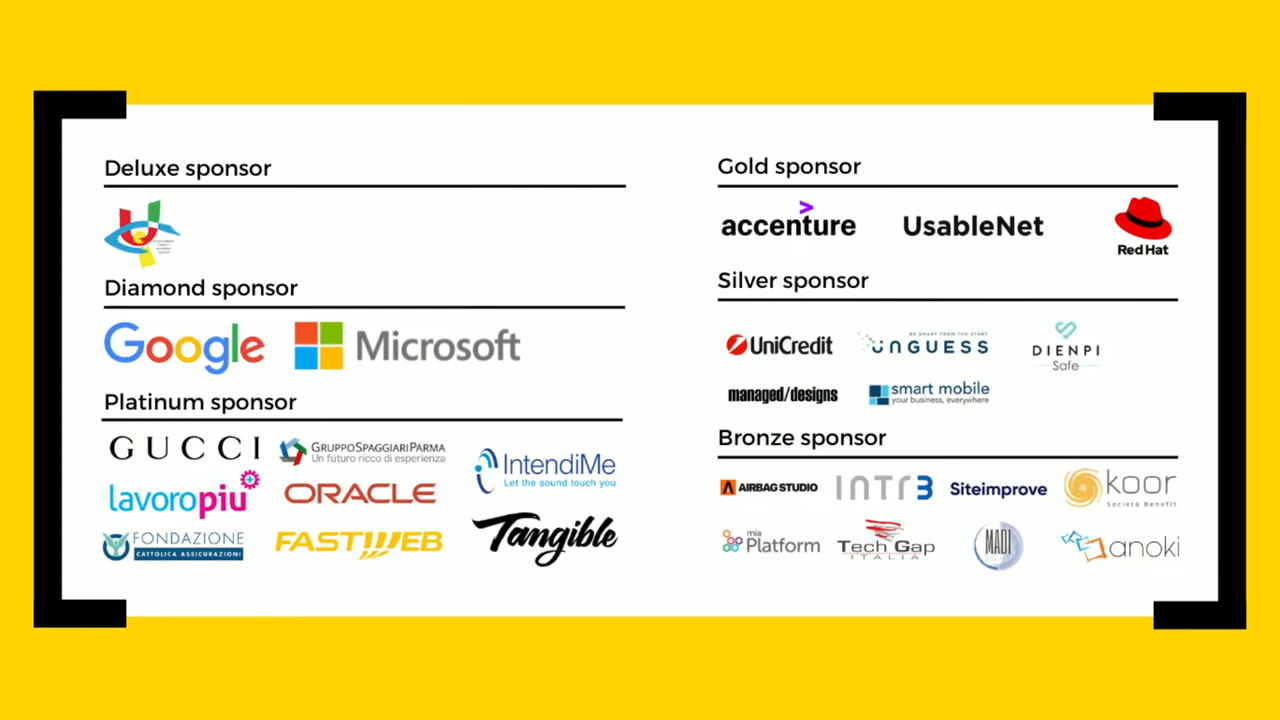 Deluxe sponsor
Diamond sponsor
Google
Microsoft
Platinum sponsor
GUCCI
GRUPPOSPAGGIARIPARMA
Un futuro ricco di esperienza
IntendiMe
Let the sound touch you
lavoropiu
ORACLE
FONDAZIONE
CATTOLICA ASSICURAZIONI
FASTWEB
Tangible
Gold sponsor
accenture
UsableNet
Red Hat
Silver sponsor
UniCredit
BE SMART FROM THE START
UNGUESS
DIENPI
Safe
managed/designs
smart mobile
your business, everywhere
Bronze sponsor
AIRBAG STUDIO
INTR3
Siteimprove
koor
Società Benefit
mia
Platform
Tech Gap
ITALIA
MADI
anoki